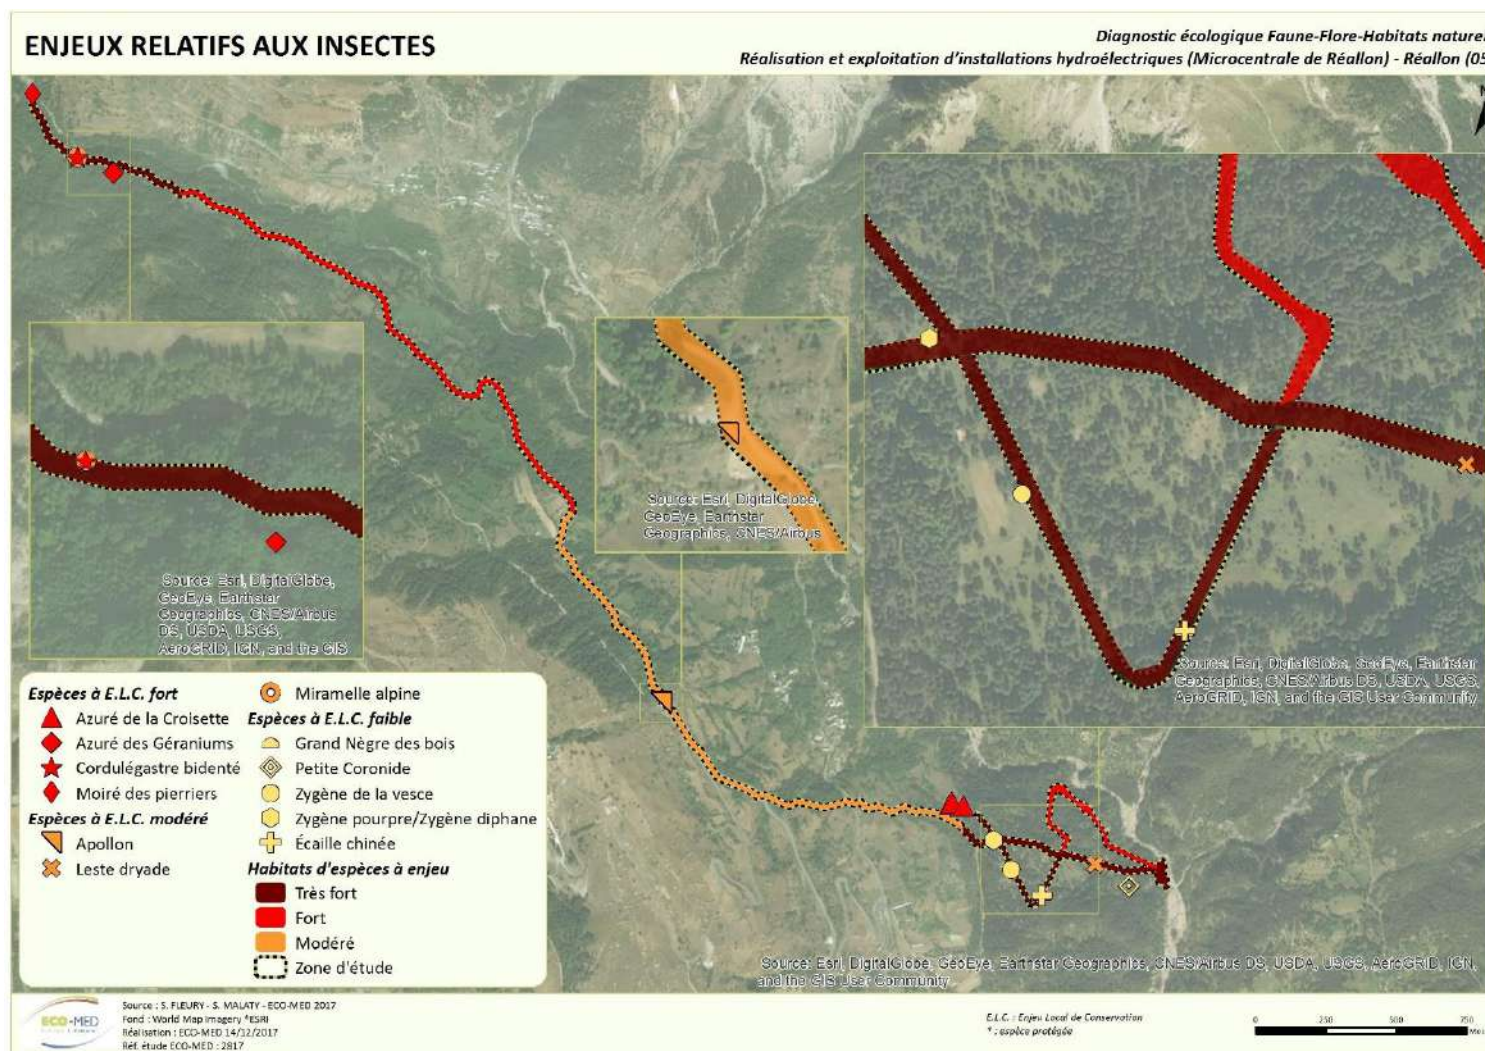 ENJEUX RELATIFS AUX INSECTES
Diagnostic écologique Faune-Flore-Habitats nature
Réalisation et exploitation d'installations hydroélectriques (Microcentrale de Réallon) - Réallon (05
Source: Esri, DigitalGlobe,
GeoEye, Earthstar
Geographics, CNES/Airbus
Source: Esri, DigitalGlobe,
GeoEye, Earthstar
Geographics, CNES/Airbus
DS, USDA, USGS,
AeroGRID, IGN, and the GIS
Source: Esri, DigitalGlobe, GeoEye, Earthstar
Geographics, CNES/Airbus DS, USDA, USGS,
AeroGRID, IGN, and the GIS User Community
Espèces à E.L.C. fort
Azuré de la Croisette
Azuré des Géraniums
Cordulégastre bidenté
Moiré des pierriers
Espèces à E.L.C. modéré
Apollon
Leste dryade
Miramelle alpine
Espèces à E.L.C. faible
Grand Nègre des bois
Petite Coronide
Zygène de la vesce
Zygène pourpre/Zygène diphane
Écaille chinée
Habitats d'espèces à enjeu
Très fort
Fort
Modéré
Zone d'étude
Source: Esri, DigitalGlobe, GeoEye, Earthstar Geographics, CNES/Airbus DS, USDA, USGS, AeroGRID, IGN,
and the GIS User Community
ECO-MED
Source : S. FLEURY - S. MALATY - ECO-MED 2017
Fond : World Map Imagery ®ESRI
Réalisation : ECO-MED 14/12/2017
Réf. étude ECO-MED : 2817
E.L.C. : Enjeu Local de Conservation
* : espèce protégée
0 250 500 750